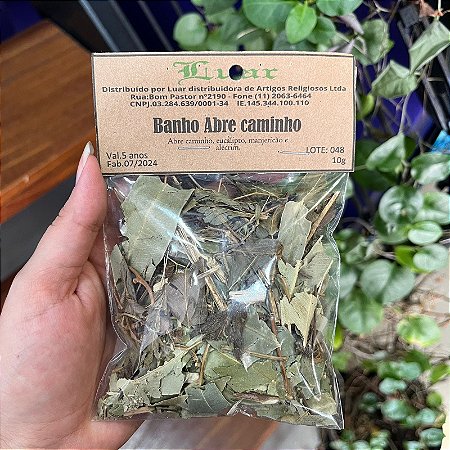 Luar
Distribuído por Luar distribuidora de Artigos Religiosos Ltda
Rua:Bom Pastor nº2190 - Fone (11) 2063-6464
CNPJ.03.284.639/0001-34 IE.145.344.100.110
Banho Abre caminho
Abre caminho, eucalipto, manjericão e
alecrim.
Val.5 anos
Fab.07/2024
LOTE: 048
10g